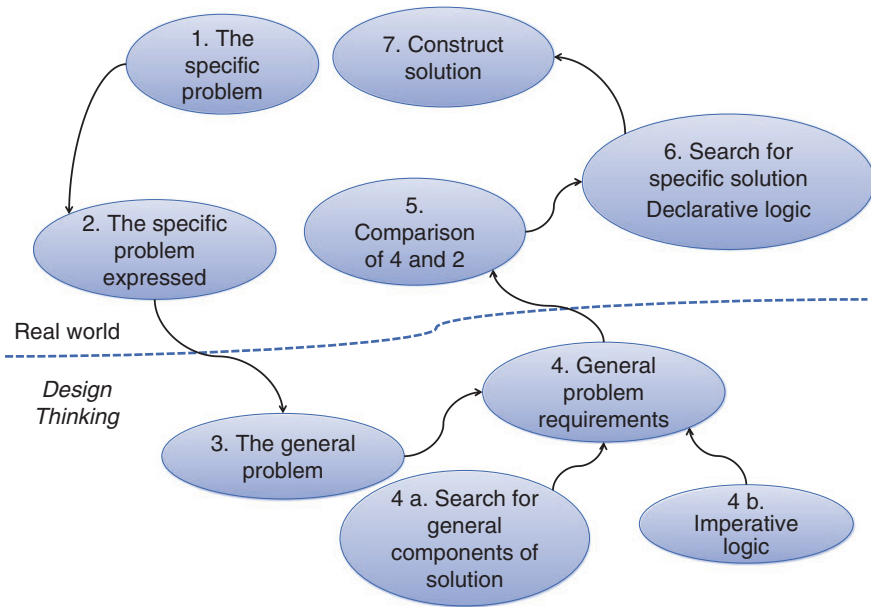 1. The
specific
problem
7. Construct
solution
6. Search for
specific solution
Declarative logic
2. The specific
problem
expressed
5.
Comparison
of 4 and 2
Real world
Design
Thinking
4. General
problem
requirements
3. The general
problem
4 a. Search for
general
components of
solution
4 b.
Imperative
logic